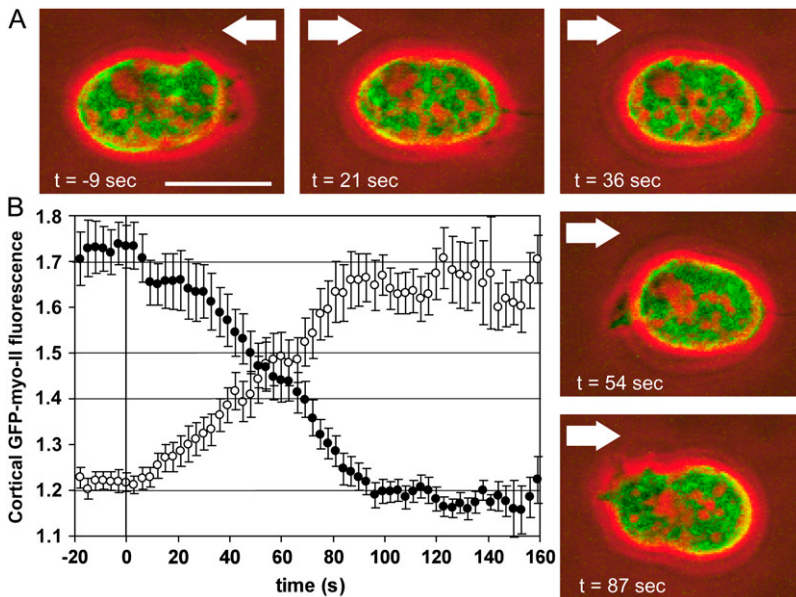 A
t = -9 sec
t = 21 sec
t = 36 sec
B
Cortical GFP-myo-II fluorescence
1.8
1.7
1.6
1.5
1.4
1.3
1.2
1.1
-20 0 20 40 60 80 100 120 140 160
time (s)
t = 54 sec
t = 87 sec